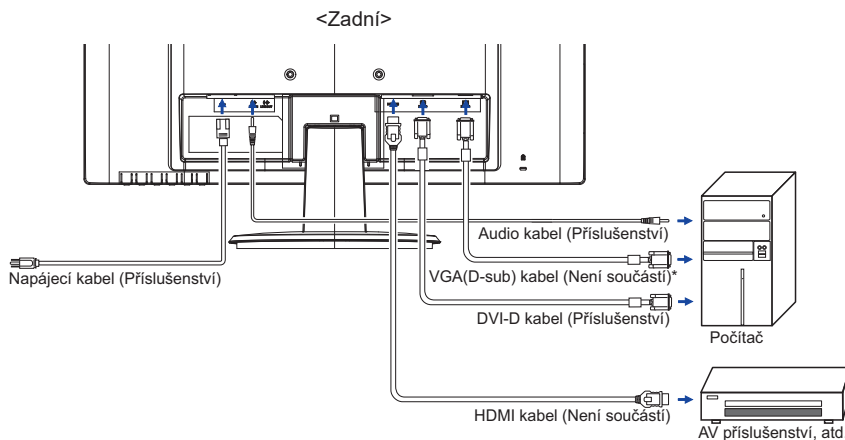 <Zadní>
Audio kabel (Příslušenství)
Napájecí kabel (Příslušenství)
VGA(D-sub) kabel (Není součástí)*
DVI-D kabel (Příslušenství)
Počítač
HDMI kabel (Není součástí)
AV příslušenství, atd